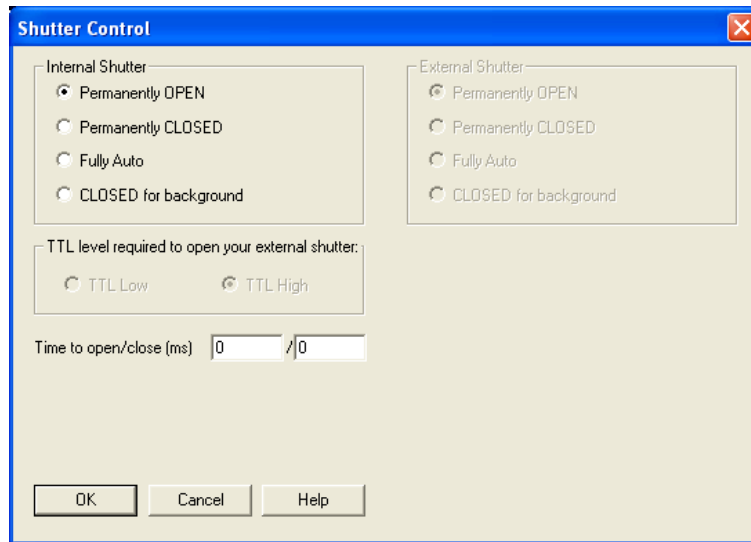 Shutter Control
Internal Shutter
Permanently OPEN
Permanently CLOSED
Fully Auto
CLOSED for background
External Shutter
Permanently OPEN
Permanently CLOSED
Fully Auto
CLOSED for background
TTL level required to open your external shutter:
TTL Low TTL High
Time to open/close (ms) 0 / 0
OK Cancel Help